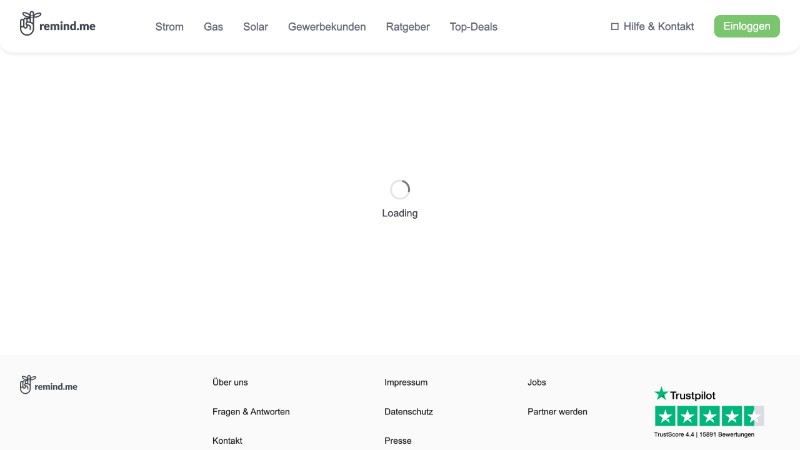 remind.me
Strom Gas Solar Gewerbekunden Ratgeber Top-Deals Hilfe & Kontakt Einloggen
Loading
remind.me
Über uns
Fragen & Antworten
Kontakt
Impressum
Datenschutz
Presse
Jobs
Partner werden
Trustpilot
TrustScore 4.4 | 15891 Bewertungen